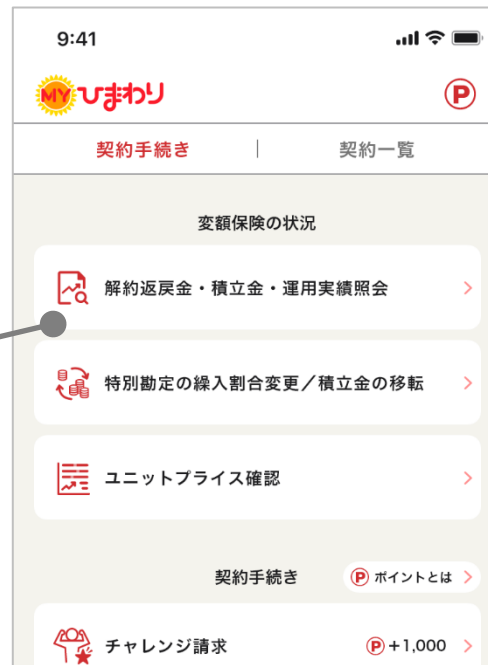 9:41
MYひまわり
P
契約手続き
契約一覧
変額保険の状況
解約返戻金・積立金・運用実績照会
特別勘定の繰入割合変更／積立金の移転
ユニットプライス確認
契約手続き
P ポイントとは
チャレンジ請求
P +1,000